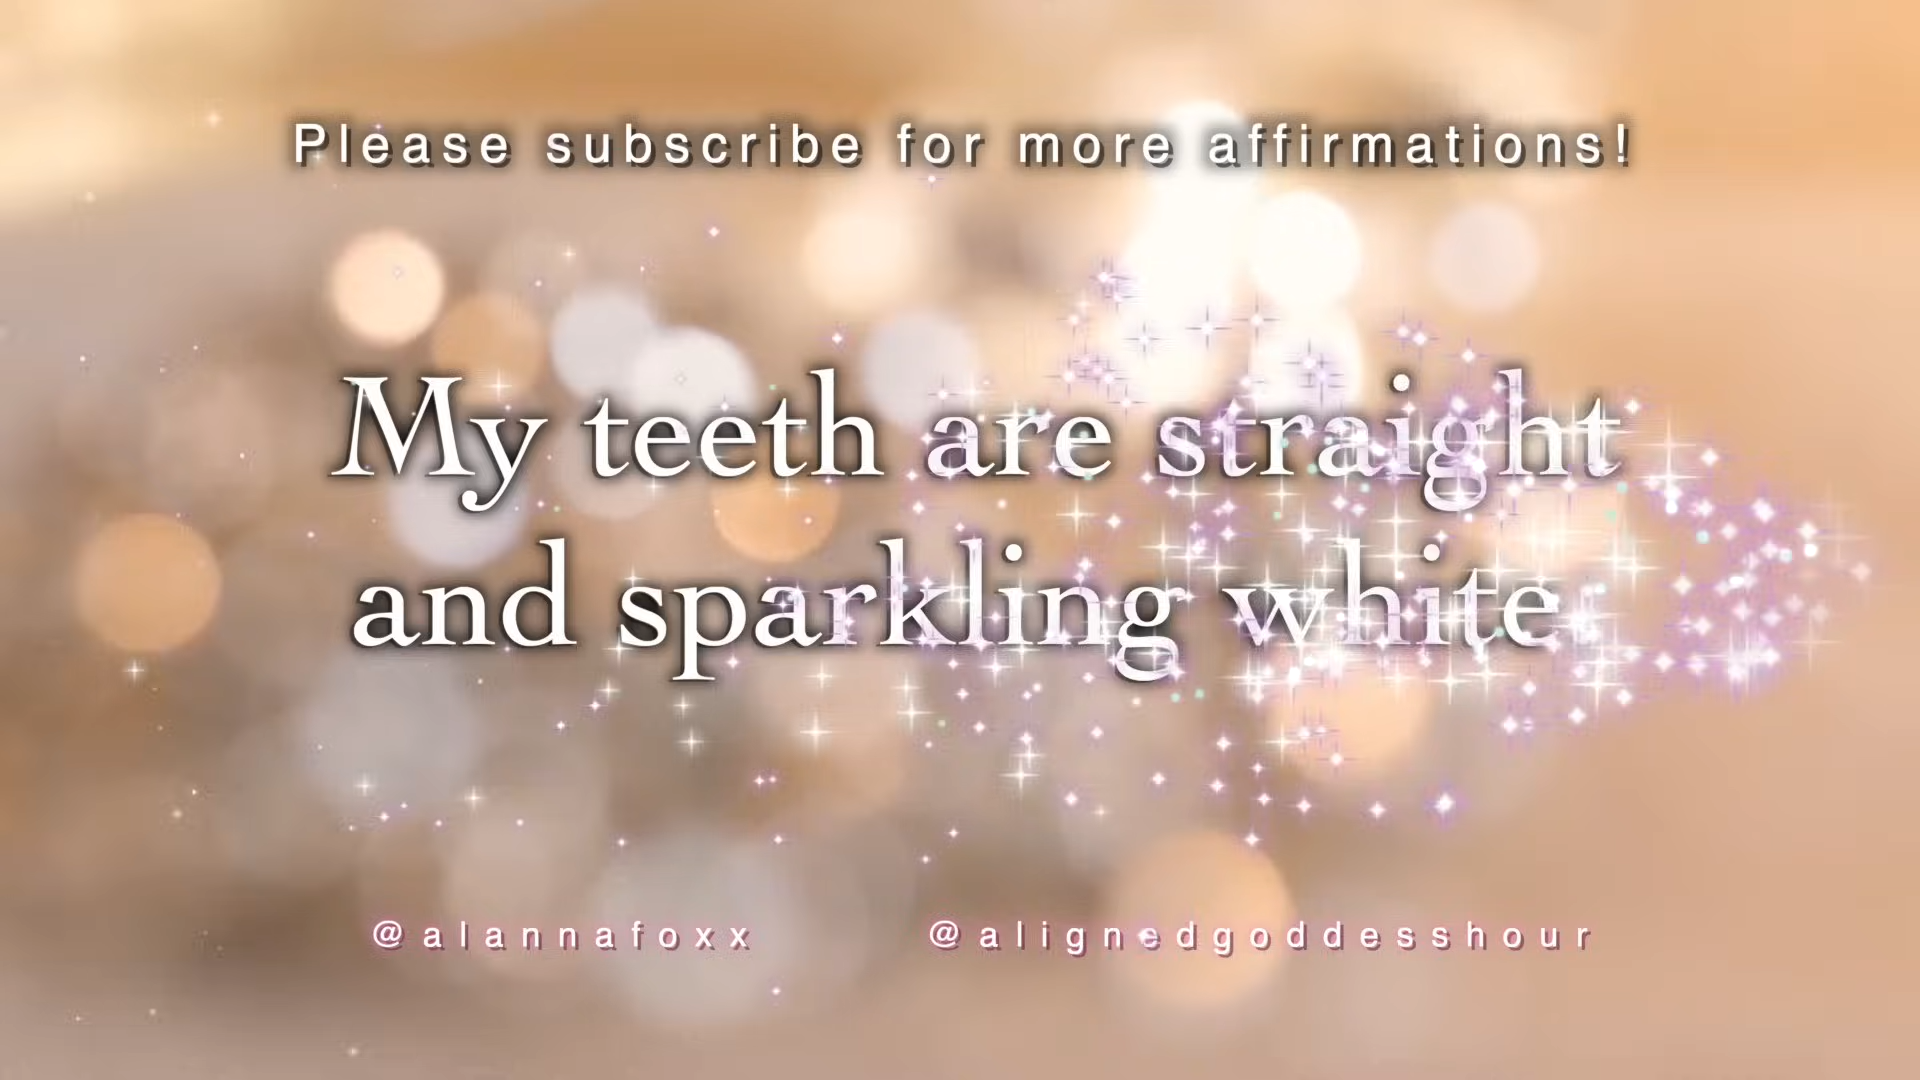 Please subscribe for more affirmations!
My teeth are straight
and sparkling white
@alannafoxx
@alignedgoddesshour